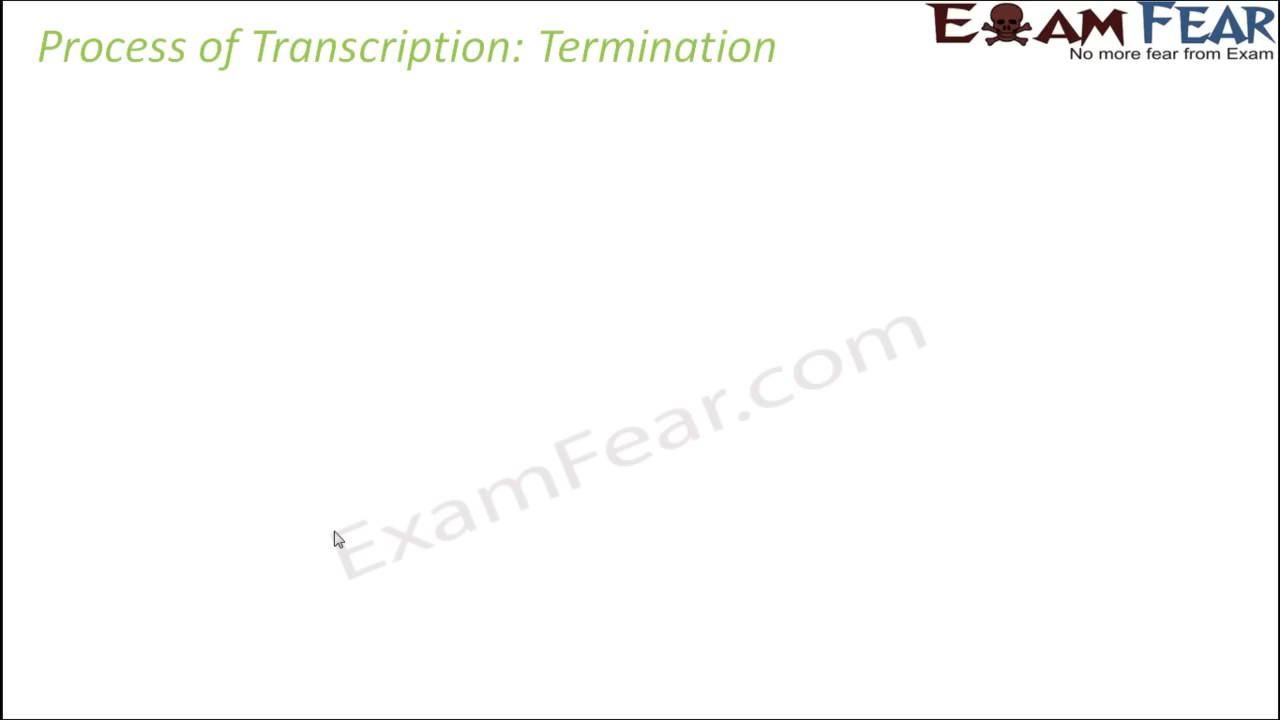 Process of Transcription: Termination
EXAM FEAR
No more fear from Exam
ExamFear.com